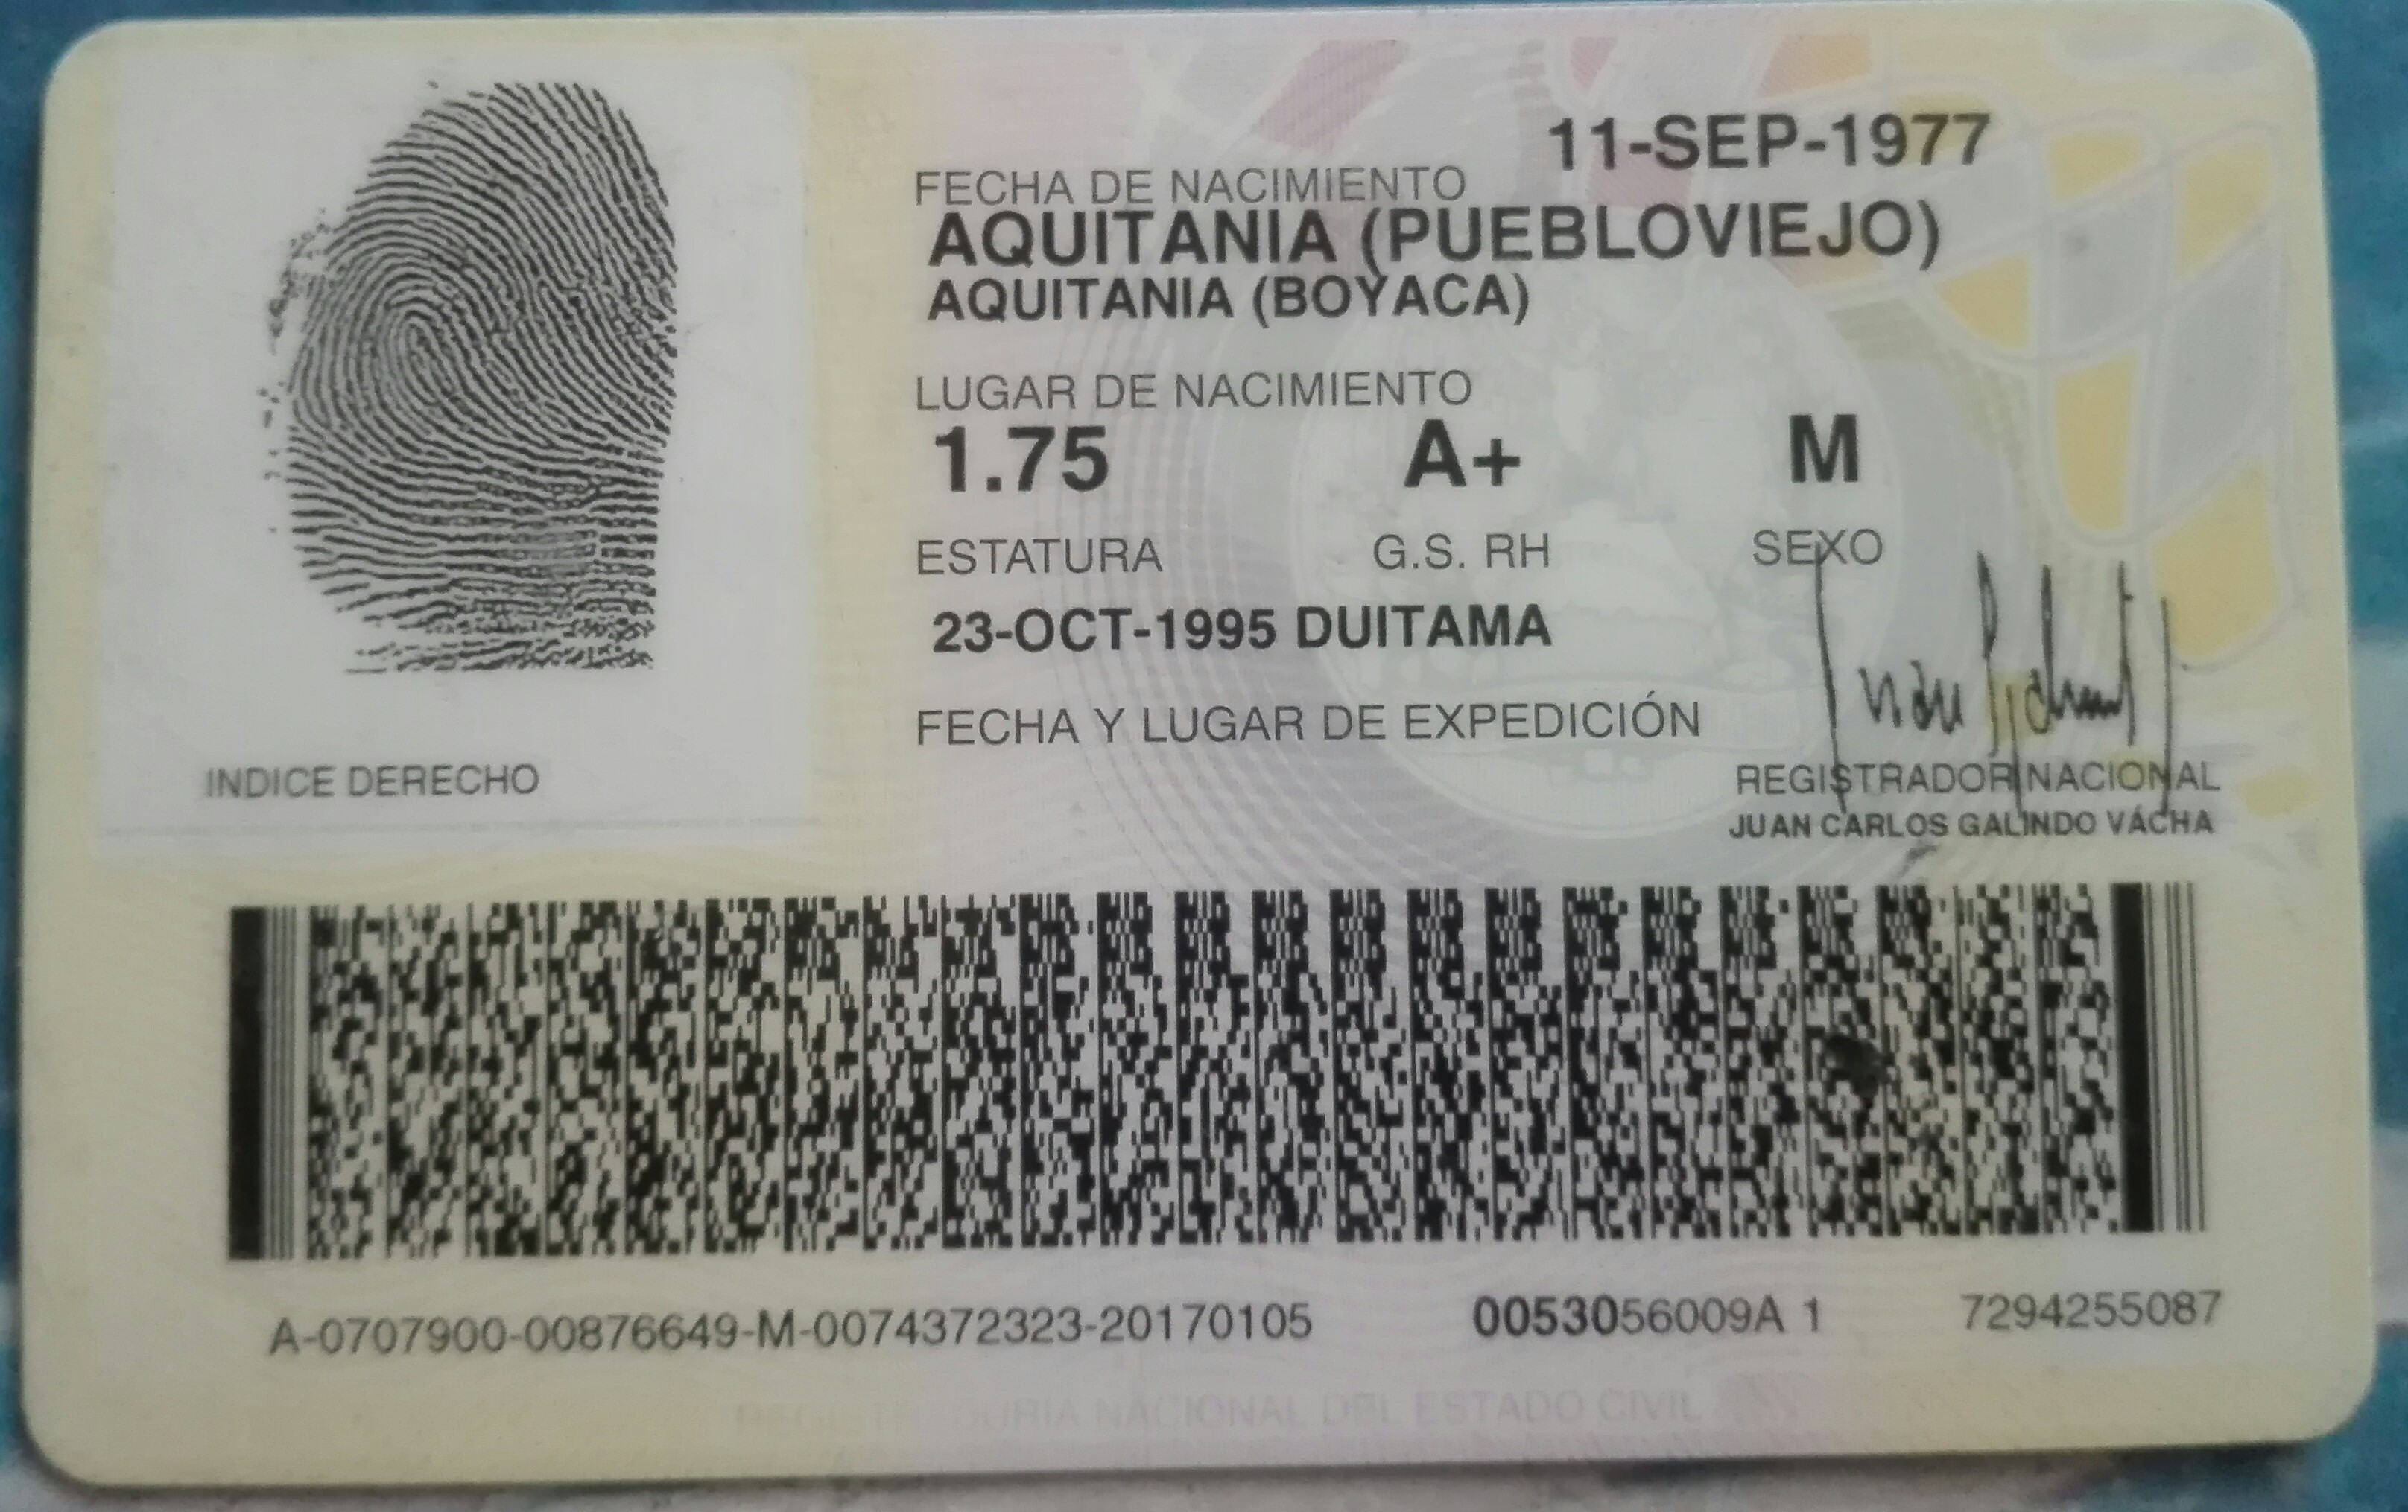 11-SEP-1977
FECHA DE NACIMIENTO
AQUITANIA (PUEBLOVIEJO)
AQUITANIA (BOYACA)
LUGAR DE NACIMIENTO
1.75 A+ M
ESTATURA G.S. RH SEXO
23-OCT-1995 DUITAMA
FECHA Y LUGAR DE EXPEDICIÓN
INDICE DERECHO
REGISTRADOR NACIONAL
JUAN CARLOS GALINDO VÁCHA
A-0707900-00876649-M-0074372323-20170105 0053056009A 1 7294255087
REGISTRADURIA NACIONAL DEL ESTADO CIVIL